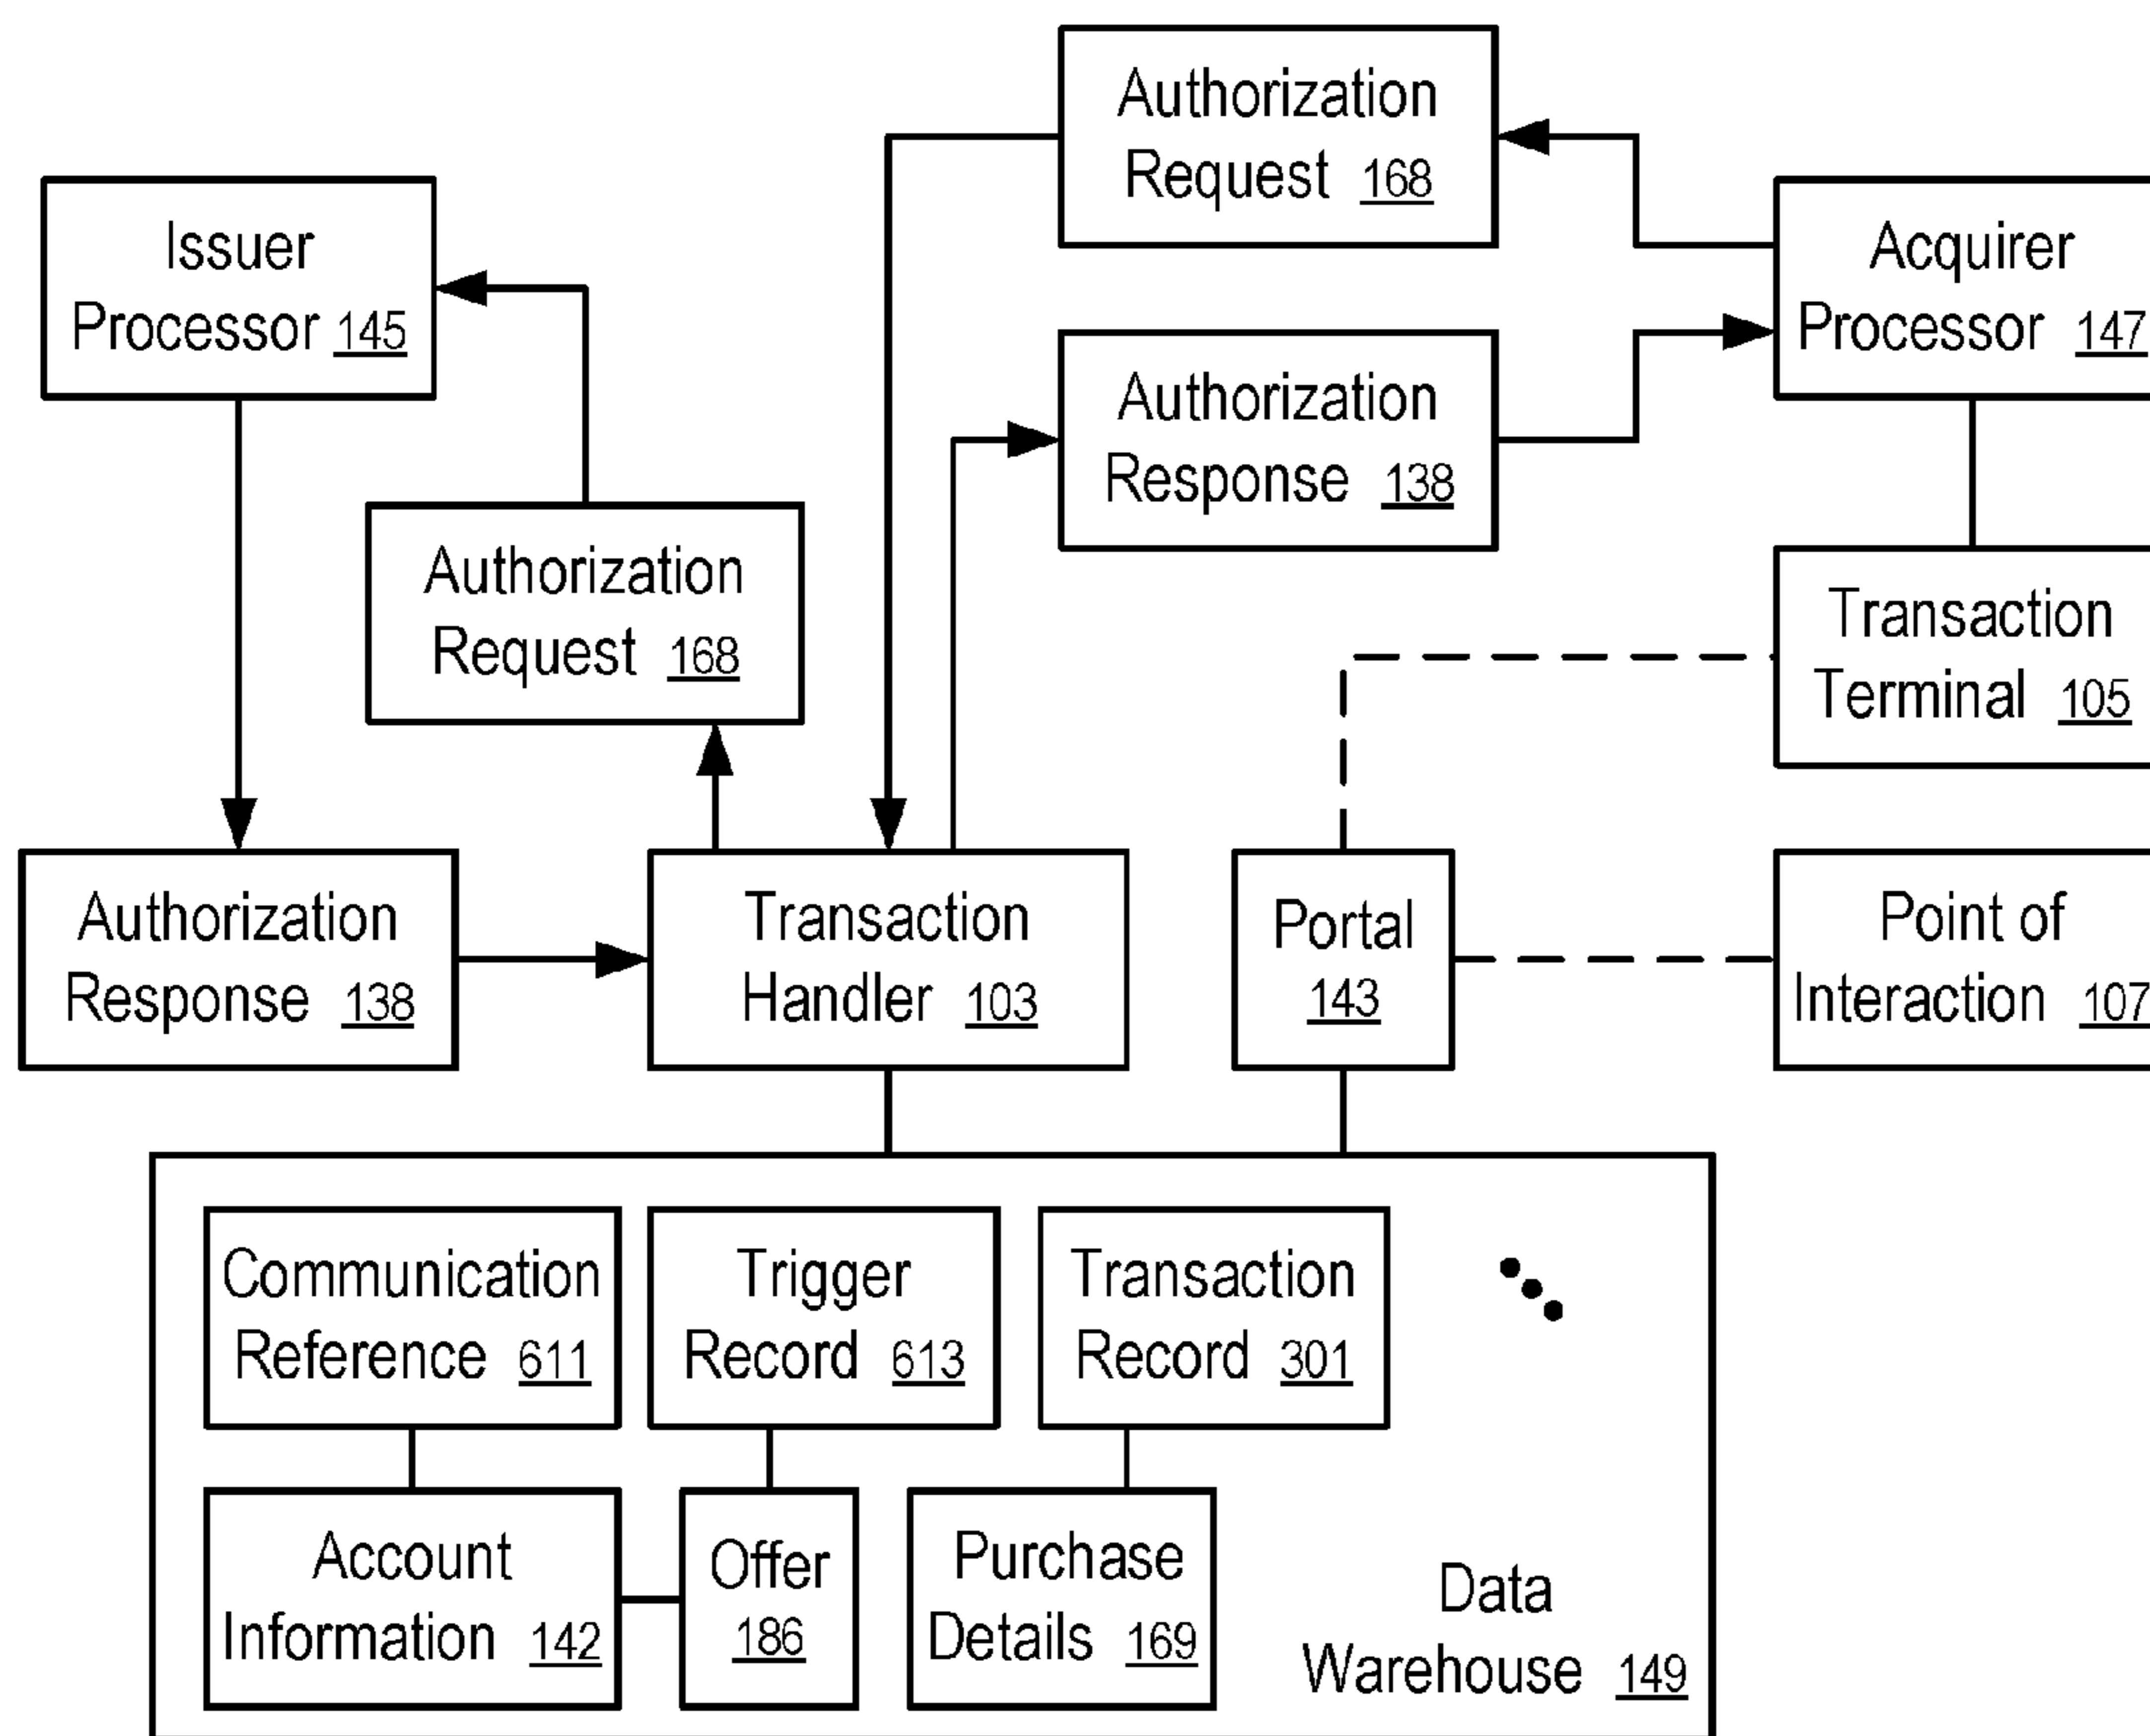 Authorization
Request 168
Issuer
Processor 145
Acquirer
Processor 147
Authorization
Response 138
Authorization
Request 168
Transaction
Terminal 105
Authorization
Response 138
Transaction
Handler 103
Portal
143
Point of
Interaction 107
Communication
Reference 611
Trigger
Record 613
Transaction
Record 301
Account
Information 142
Offer
186
Purchase
Details 169
Data
Warehouse 149